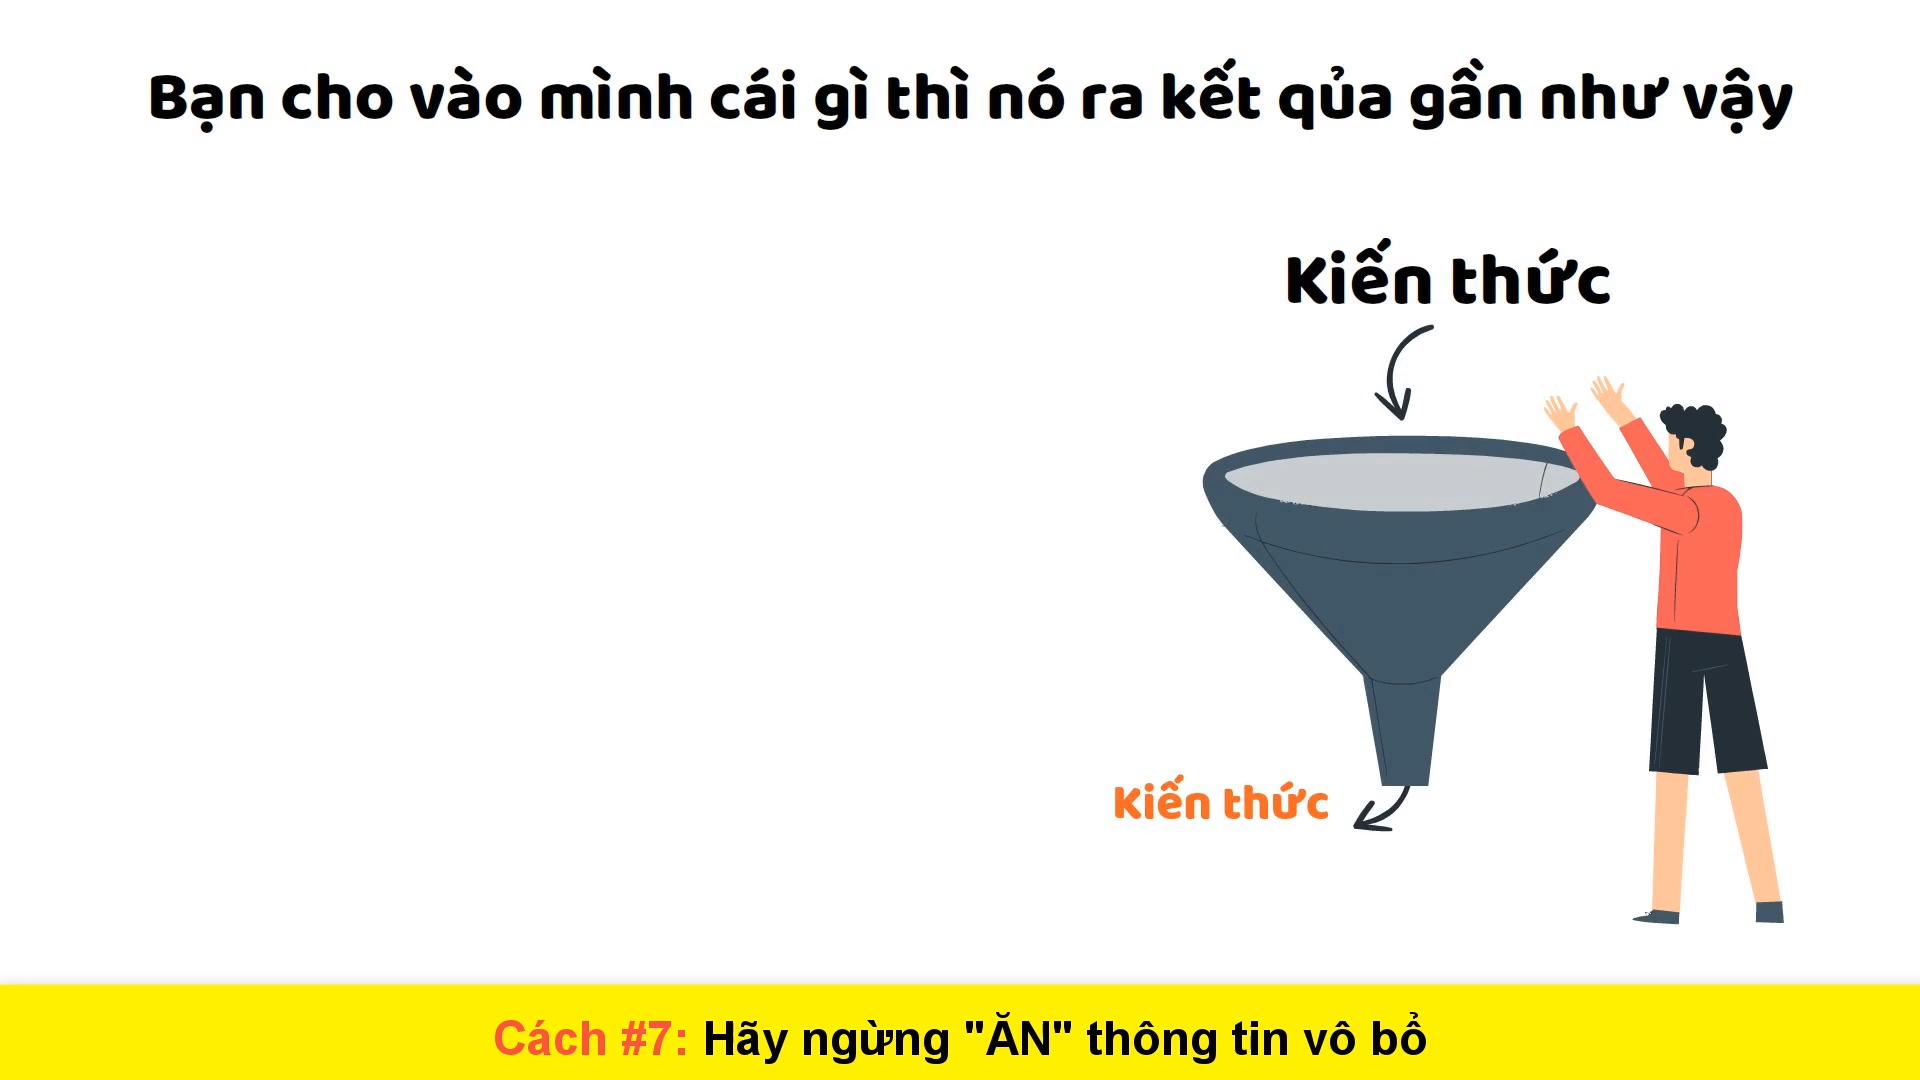 Bạn cho vào mình cái gì thì nó ra kết qủa gần như vậy
Kiến thức
Kiến thức
Cách #7: Hãy ngừng "ĂN" thông tin vô bổ